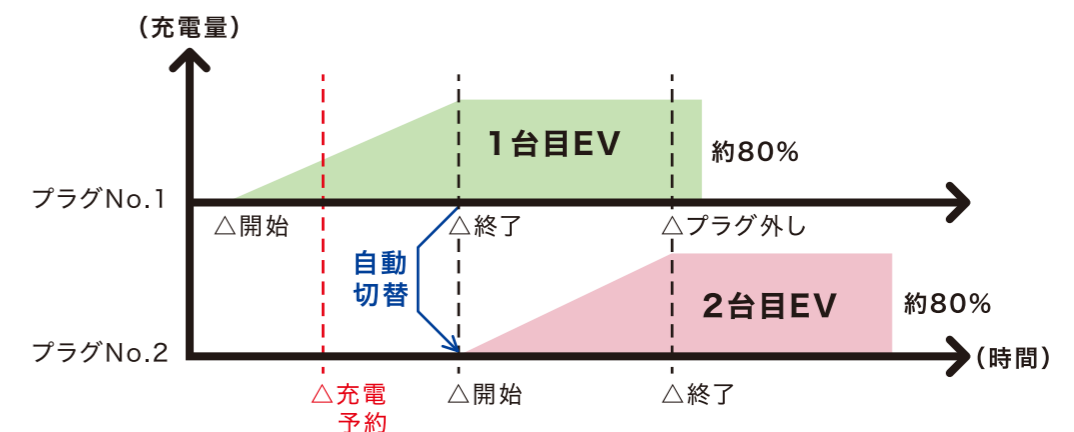 (充電量)
1台目EV
約80%
プラグNo.1
△開始
△終了
△プラグ外し
自動
切替
2台目EV
約80%
プラグNo.2
(時間)
△充電
予約
△開始
△終了